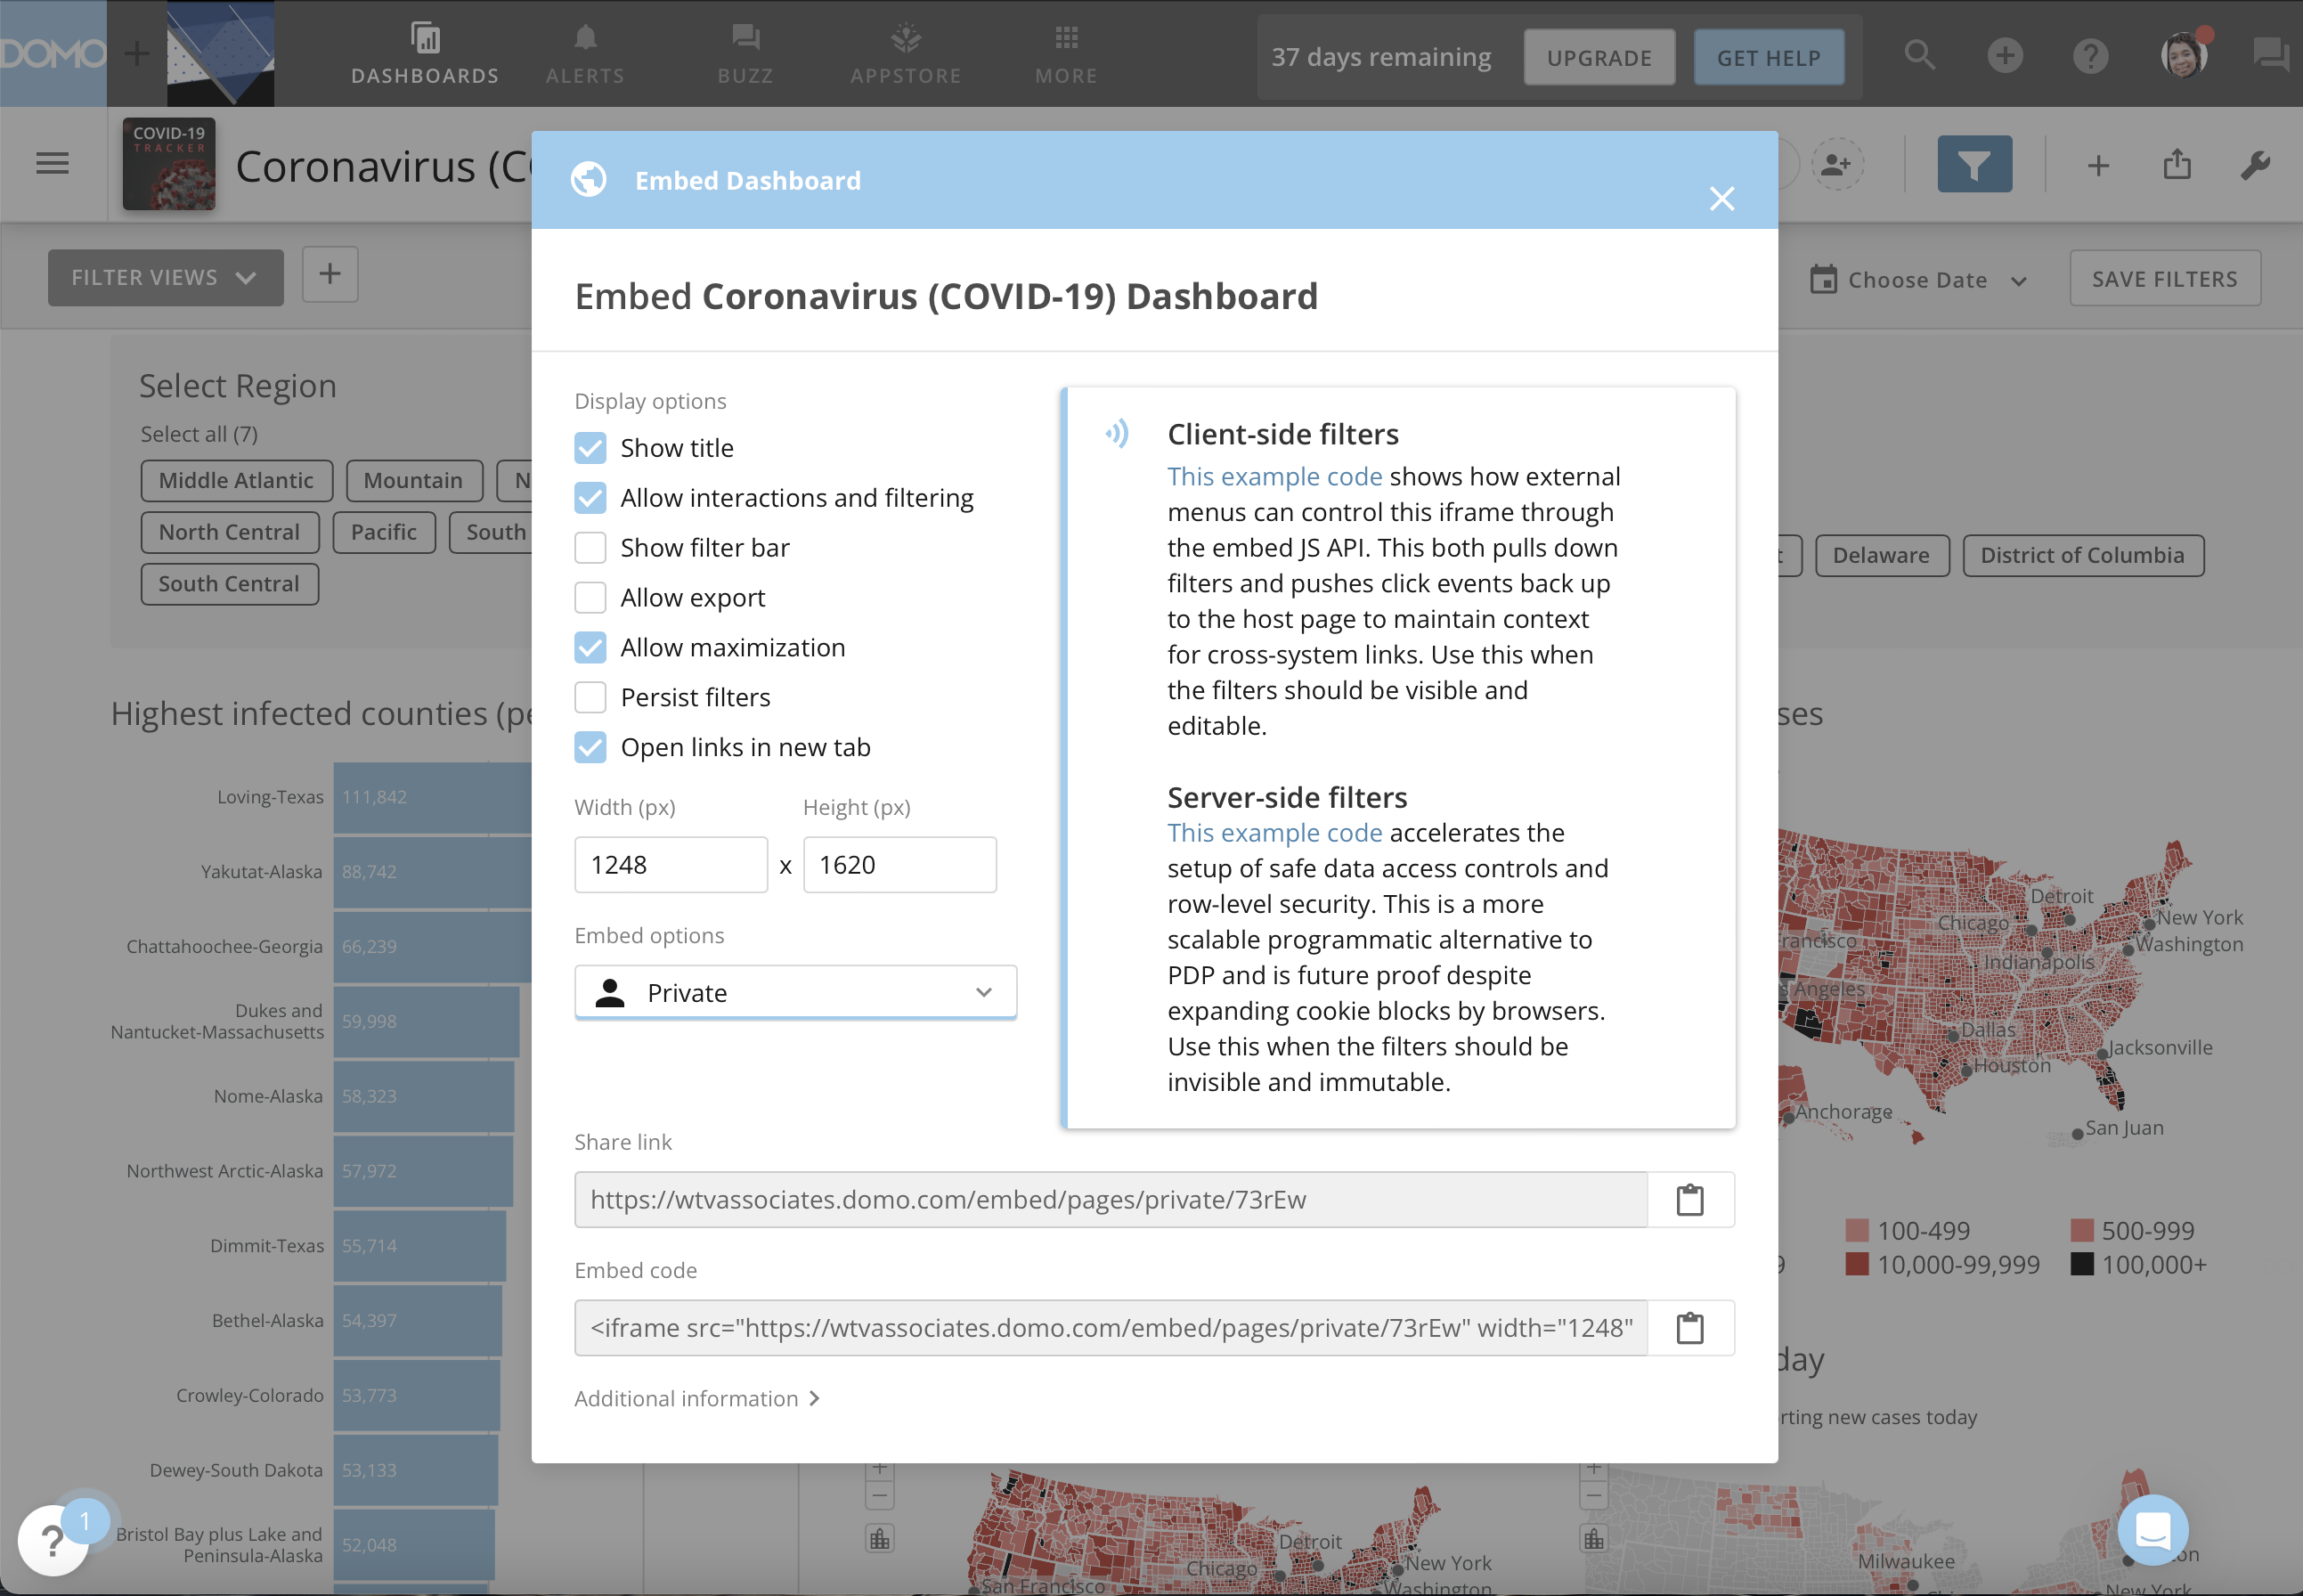 DOMO
DASHBOARDS
ALERTS
BUZZ
APPSTORE
MORE
37 days remaining
UPGRADE
GET HELP
COVID-19
TRACKER
Coronavirus (C
Embed Dashboard
FILTER VIEWS
Choose Date
SAVE FILTERS
Embed Coronavirus (COVID-19) Dashboard
Select Region
Select all (7)
Middle Atlantic
Mountain
N
North Central
Pacific
South
South Central
t
Delaware
District of Columbia
Display options
Show title
Allow interactions and filtering
Show filter bar
Allow export
Allow maximization
Persist filters
Open links in new tab
Width (px)
Height (px)
1248
x
1620
Embed options
Private
Client-side filters
This example code shows how external
menus can control this iframe through
the embed JS API. This both pulls down
filters and pushes click events back up
to the host page to maintain context
for cross-system links. Use this when
the filters should be visible and
editable.
Server-side filters
This example code accelerates the
setup of safe data access controls and
row-level security. This is a more
scalable programmatic alternative to
PDP and is future proof despite
expanding cookie blocks by browsers.
Use this when the filters should be
invisible and immutable.
Share link
https://wtvassociates.domo.com/embed/pages/private/73rEw
Embed code
<iframe src="https://wtvassociates.domo.com/embed/pages/private/73rEw" width="1248"
Additional information
Highest infected counties (pe
Loving-Texas
111,842
Yakutat-Alaska
88,742
Chattahoochee-Georgia
66,239
Dukes and
Nantucket-Massachusetts
59,998
Nome-Alaska
58,323
Northwest Arctic-Alaska
57,972
Dimmit-Texas
55,714
Bethel-Alaska
54,397
Crowley-Colorado
53,773
Dewey-South Dakota
53,133
Bristol Bay plus Lake and
Peninsula-Alaska
52,048
1
?
ses
Detroit
Chicago
New York
Washington
rancisco
Indianapolis
s Angeles
Dallas
Jacksonville
Houston
Anchorage
San Juan
100-499
500-999
9
10,000-99,999
100,000+
day
rting new cases today
Detroit
Chicago
New York
San Francisco
Washington
Milwaukee
on
New York